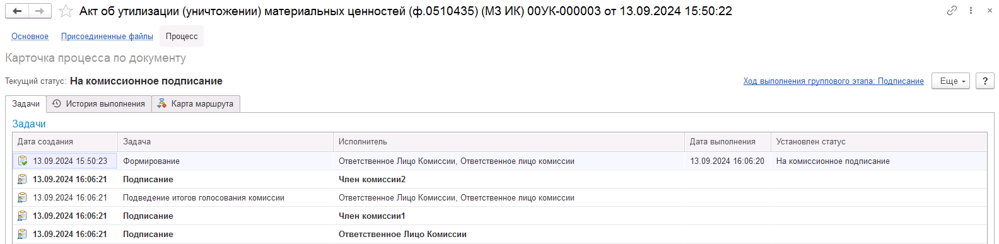 Акт об утилизации (уничтожении) материальных ценностей (ф.0510435) (МЗ ИК) 00УК-000003 от 13.09.2024 15:50:22
Основное Присоединенные файлы Процесс
Карточка процесса по документу
Текущий статус: На комиссионное подписание Ход выполнения группового этапа: Подписание Еще ?
Задачи История выполнения Карта маршрута
Задачи
Дата создания Задача Исполнитель Дата выполнения Установлен статус
13.09.2024 15:50:23 Формирование Ответственное Лицо Комиссии, Ответственное лицо комиссии 13.09.2024 16:06:20 На комиссионное подписание
13.09.2024 16:06:21 Подписание Член комиссии2
13.09.2024 16:06:21 Подведение итогов голосования комиссии Ответственное Лицо Комиссии, Ответственное лицо комиссии
13.09.2024 16:06:21 Подписание Член комиссии1
13.09.2024 16:06:21 Подписание Ответственное Лицо Комиссии